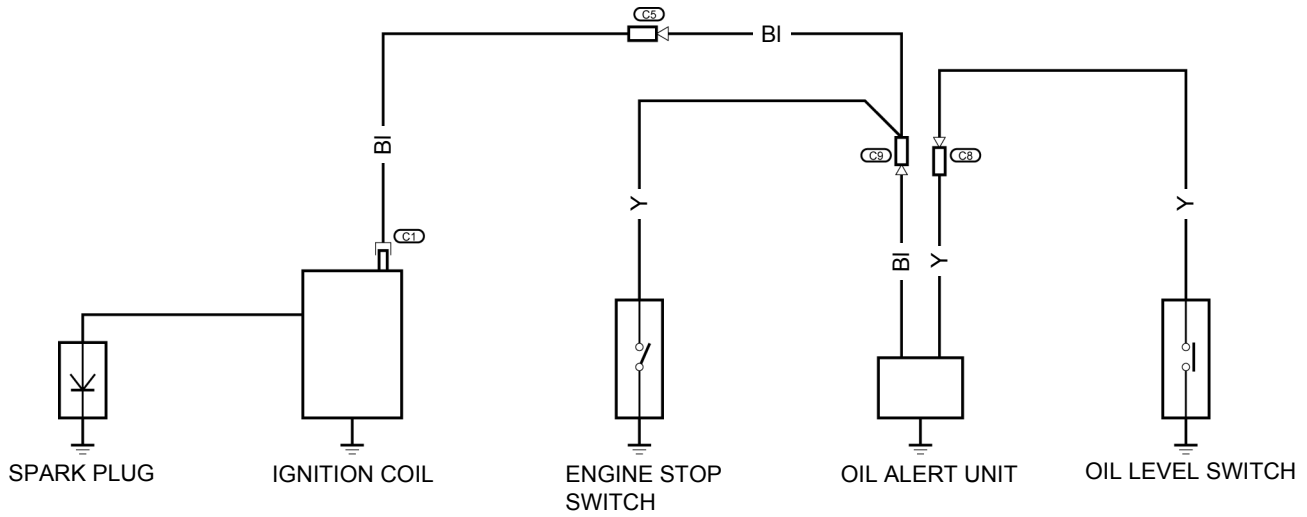 C5
Bl
Bl
C9
C8
Y
Y
C1
Bl
Y
SPARK PLUG
IGNITION COIL
ENGINE STOP
SWITCH
OIL ALERT UNIT
OIL LEVEL SWITCH